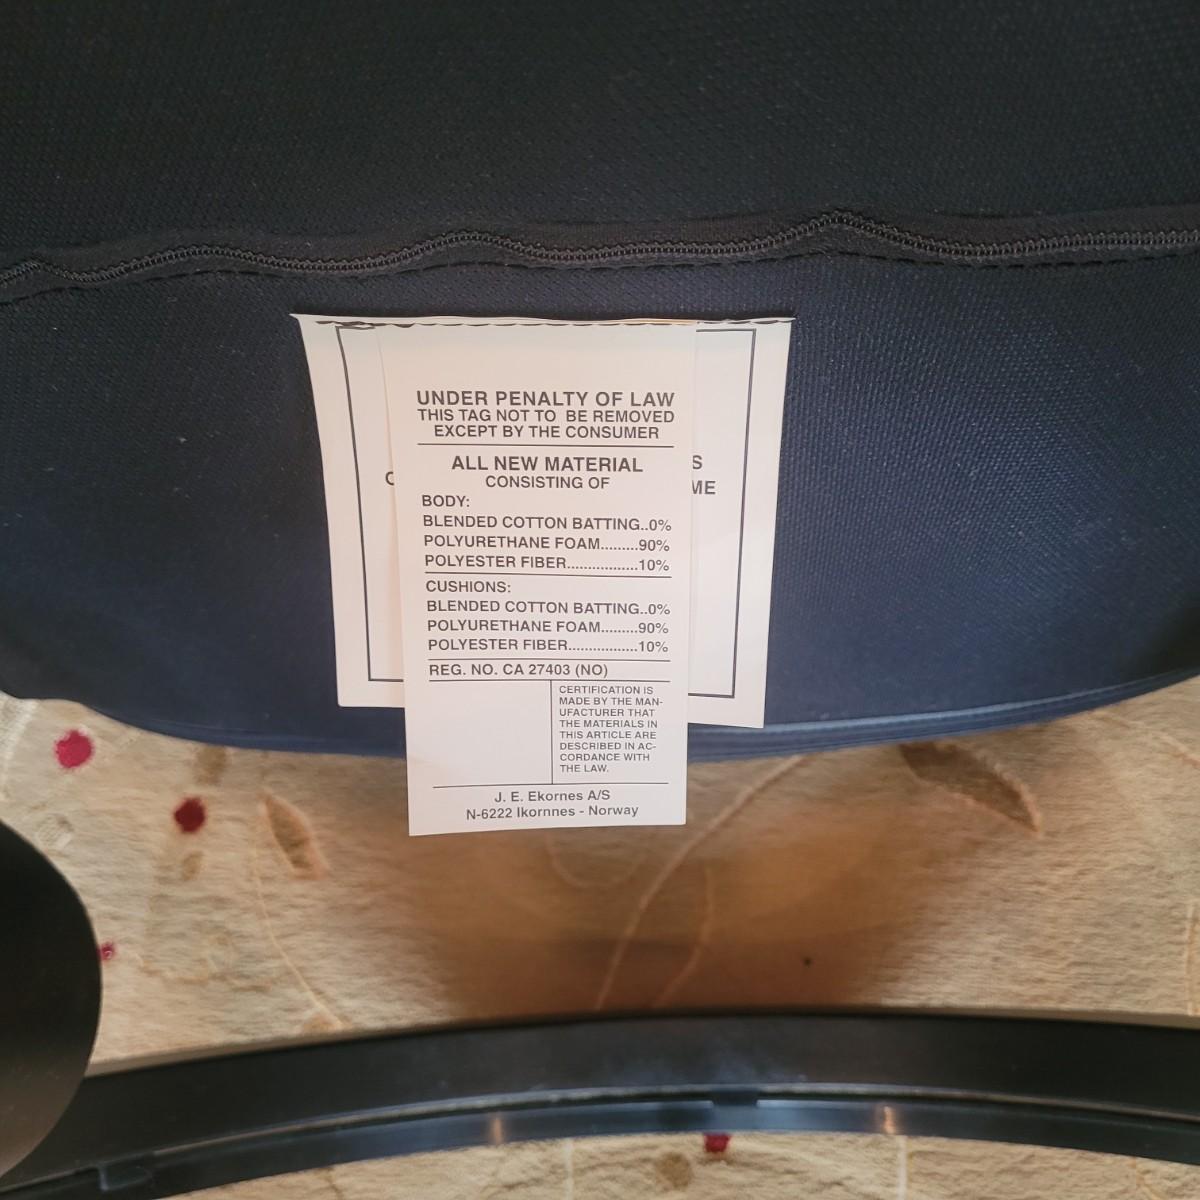 UNDER PENALTY OF LAW
THIS TAG NOT TO BE REMOVED
EXCEPT BY THE CONSUMER
ALL NEW MATERIAL
CONSISTING OF
BODY:
BLENDED COTTON BATTING..0%
POLYURETHANE FOAM.........90%
POLYESTER FIBER.................10%
CUSHIONS:
BLENDED COTTON BATTING..0%
POLYURETHANE FOAM.........90%
POLYESTER FIBER.................10%
REG. NO. CA 27403 (NO)
CERTIFICATION IS
MADE BY THE MAN-
UFACTURER THAT
THE MATERIALS IN
THIS ARTICLE ARE
DESCRIBED IN AC-
CORDANCE WITH
THE LAW.
J. E. Ekornes A/S
N-6222 Ikornnes - Norway